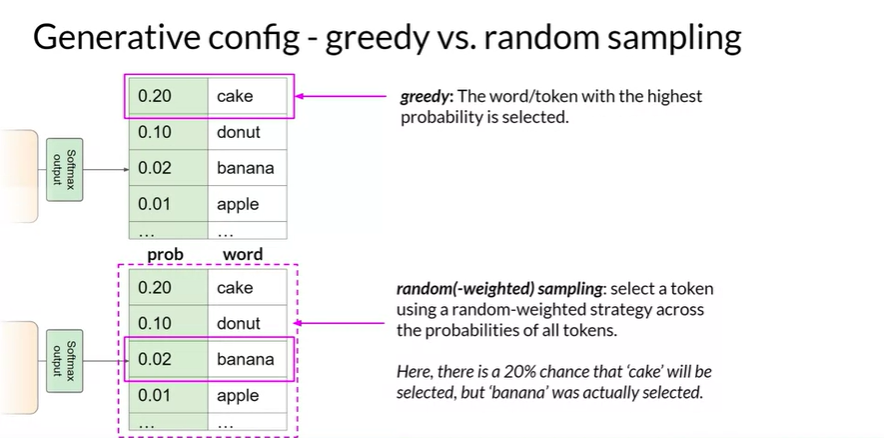 Generative config - greedy vs. random sampling
Softmax
output
0.20 cake
0.10 donut
0.02 banana
0.01 apple
... ...
greedy: The word/token with the highest
probability is selected.
prob word
Softmax
output
0.20 cake
0.10 donut
0.02 banana
0.01 apple
... ...
random(-weighted) sampling: select a token
using a random-weighted strategy across
the probabilities of all tokens.
Here, there is a 20% chance that ‘cake’ will be
selected, but ‘banana’ was actually selected.